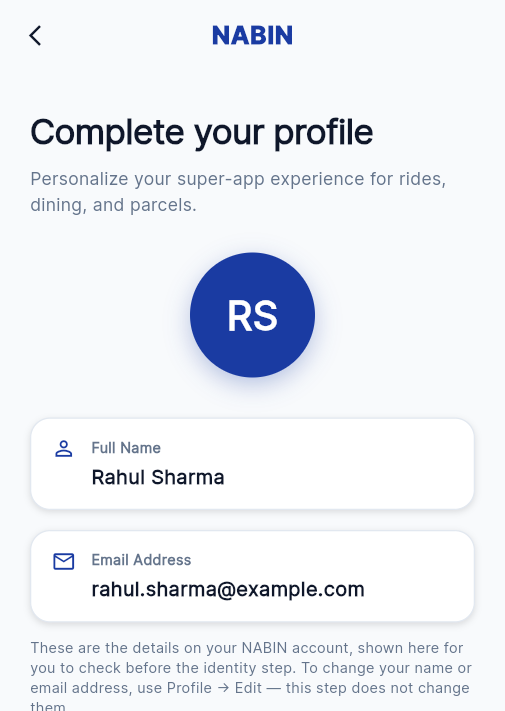 NABIN
Complete your profile
Personalize your super-app experience for rides,
dining, and parcels.
RS
Full Name
Rahul Sharma
Email Address
rahul.sharma@example.com
These are the details on your NABIN account, shown here for
you to check before the identity step. To change your name or
email address, use Profile → Edit — this step does not change
them.